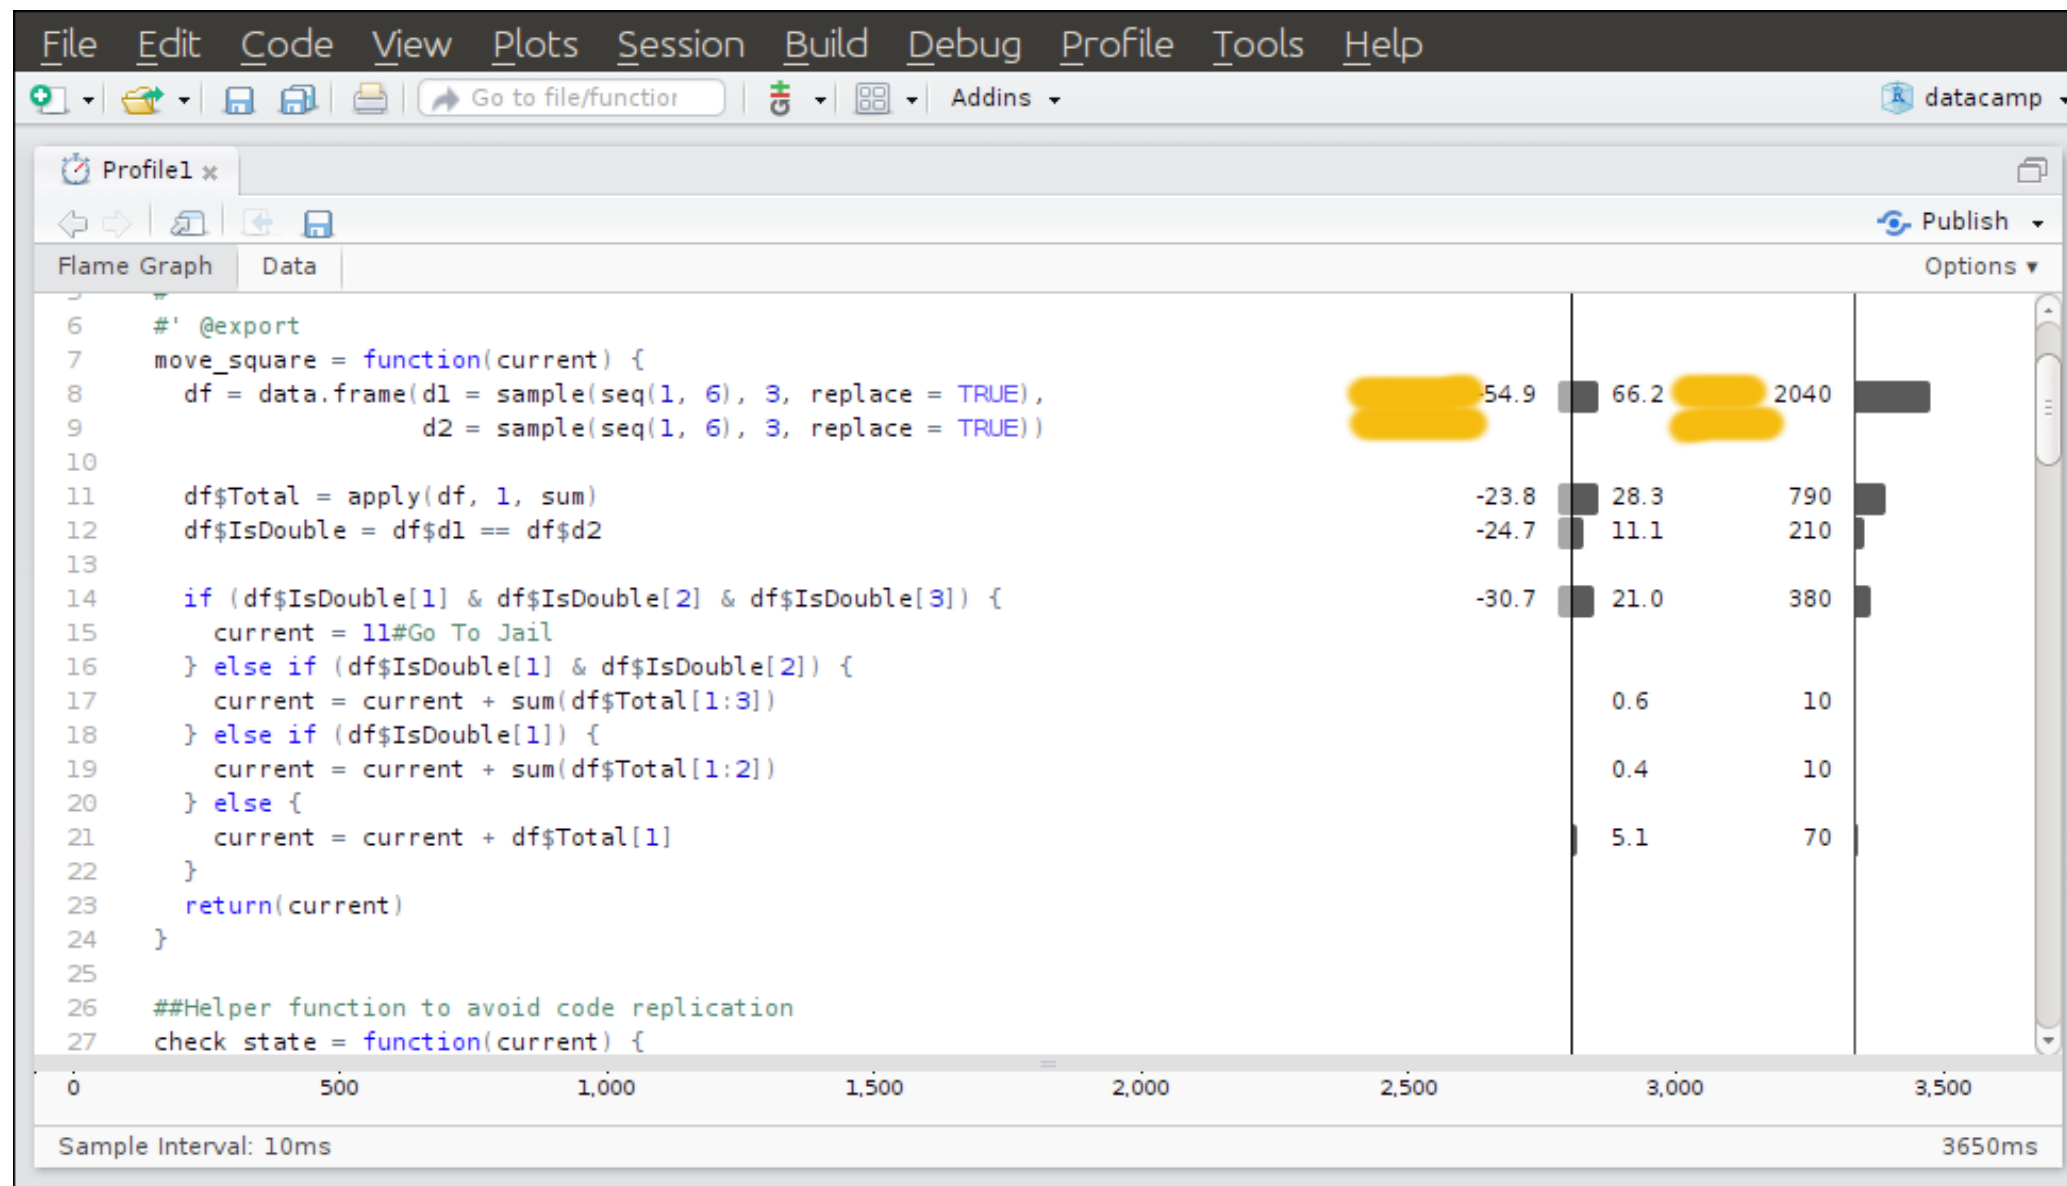 File Edit Code View Plots Session Build Debug Profile Tools Help
Go to file/function Addins datacamp
Profile1
Publish
Flame Graph Data Options
6 #' @export
7 move_square = function(current) {
8 df = data.frame(d1 = sample(seq(1, 6), 3, replace = TRUE), -54.9 66.2 2040
9 d2 = sample(seq(1, 6), 3, replace = TRUE))
10
11 df$Total = apply(df, 1, sum) -23.8 28.3 790
12 df$IsDouble = df$d1 == df$d2 -24.7 11.1 210
13
14 if (df$IsDouble[1] & df$IsDouble[2] & df$IsDouble[3]) { -30.7 21.0 380
15 current = 11#Go To Jail
16 } else if (df$IsDouble[1] & df$IsDouble[2]) {
17 current = current + sum(df$Total[1:3]) 0.6 10
18 } else if (df$IsDouble[1]) {
19 current = current + sum(df$Total[1:2]) 0.4 10
20 } else {
21 current = current + df$Total[1] 5.1 70
22 }
23 return(current)
24 }
25
26 ##Helper function to avoid code replication
27 check state = function(current) {
0 500 1,000 1,500 2,000 2,500 3,000 3,500
Sample Interval: 10ms 3650ms